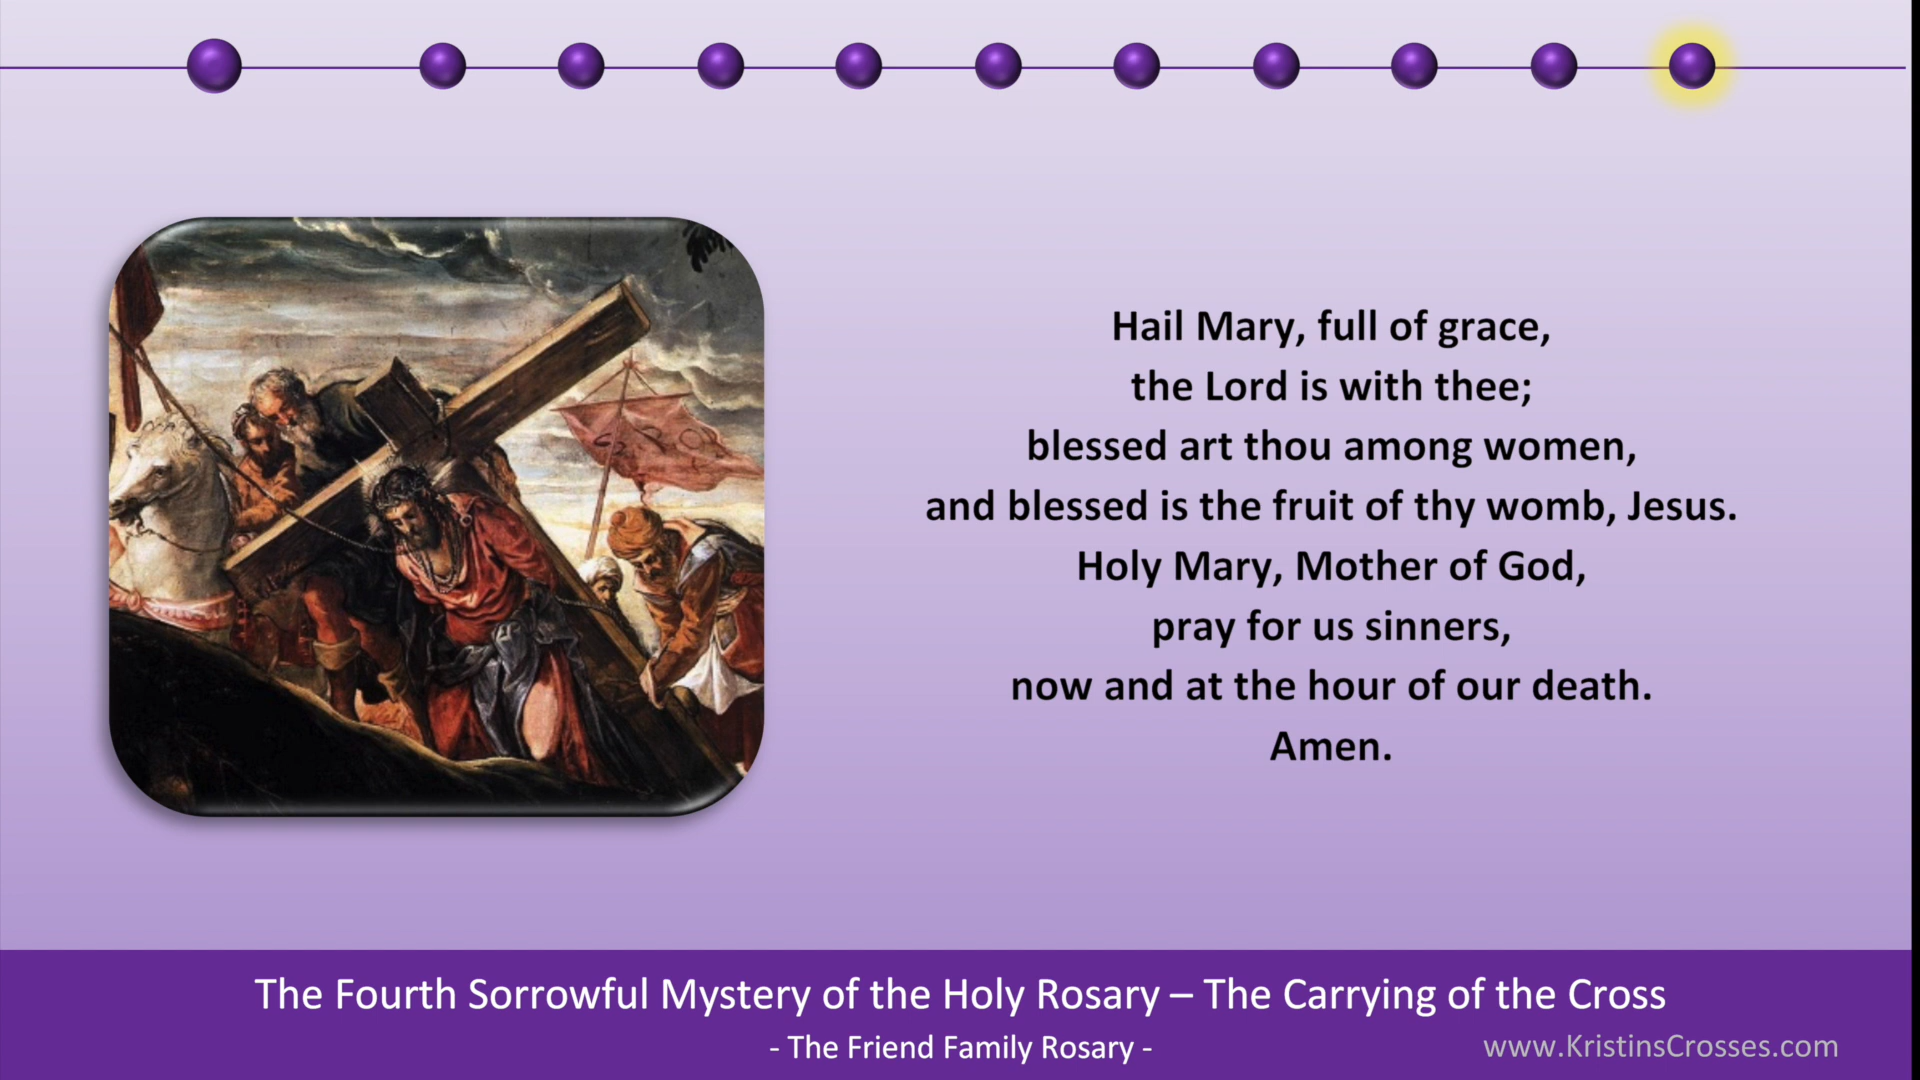 Hail Mary, full of grace,
the Lord is with thee;
blessed art thou among women,
and blessed is the fruit of thy womb, Jesus.
Holy Mary, Mother of God,
pray for us sinners,
now and at the hour of our death.
Amen.
The Fourth Sorrowful Mystery of the Holy Rosary – The Carrying of the Cross
- The Friend Family Rosary -
www.KristinsCrosses.com